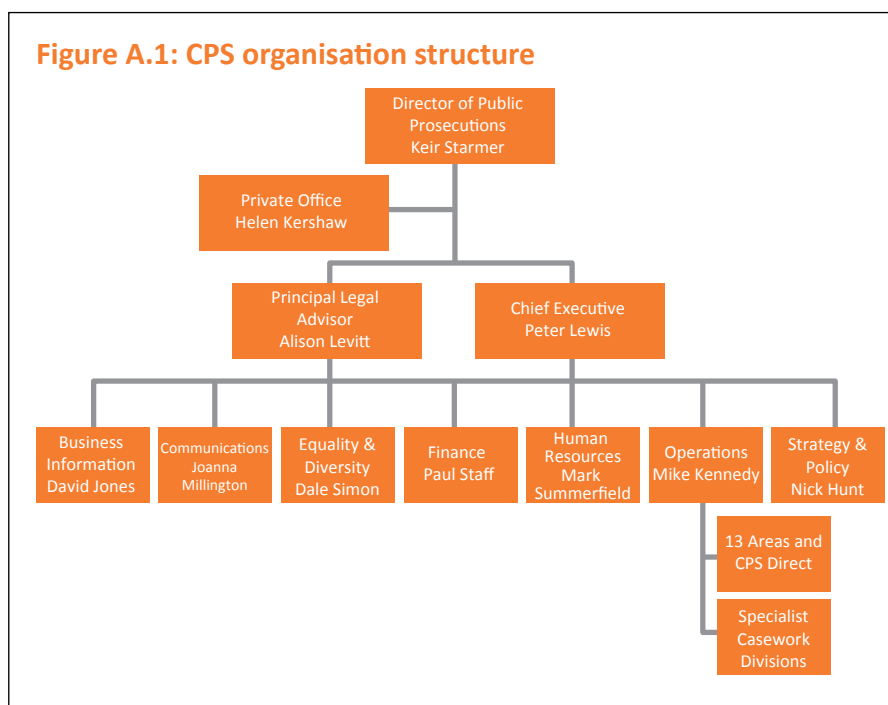 Figure A.1: CPS organisation structure
Director of Public
Prosecutions
Keir Starmer
Private Office
Helen Kershaw
Principal Legal
Advisor
Alison Levitt
Chief Executive
Peter Lewis
Business
Information
David Jones
Communications
Joanna
Millington
Equality &
Diversity
Dale Simon
Finance
Paul Staff
Human
Resources
Mark
Summerfield
Operations
Mike Kennedy
Strategy &
Policy
Nick Hunt
13 Areas and
CPS Direct
Specialist
Casework
Divisions